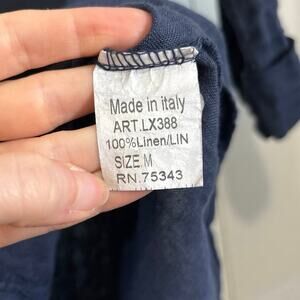 Made in italy
ART.LX388
100%Linen/LIN
SIZE.M
RN.75343